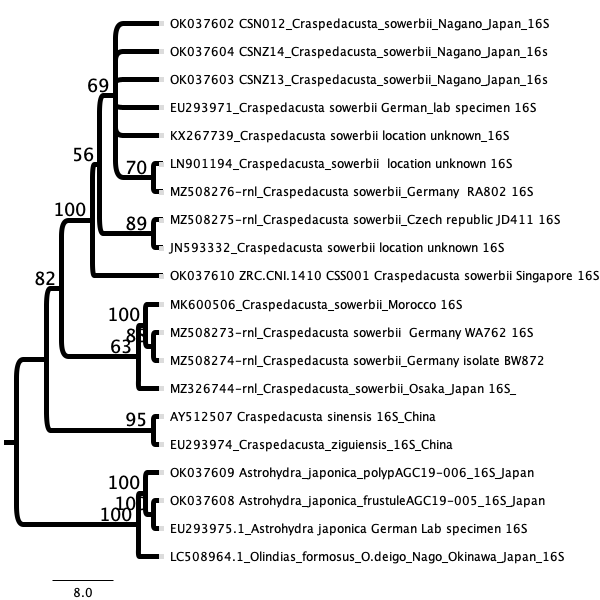 OK037602 CSN012_Craspedacusta_sowerbii_Nagano_Japan_16S
OK037604 CSNZ14_Craspedacusta_sowerbii_Nagano_Japan_16s
69
OK037603 CSNZ13_Craspedacusta_sowerbii_Nagano_Japan_16s
EU293971_Craspedacusta sowerbii German_lab specimen 16S
KX267739_Craspedacusta sowerbii location unknown_16S
56
70
LN901194_Craspedacusta_sowerbii  location unknown 16S
MZ508276-rnl_Craspedacusta sowerbii_Germany  RA802 16S
100
89
MZ508275-rnl_Craspedacusta sowerbii_Czech republic JD411 16S
JN593332_Craspedacusta sowerbii location unknown 16S
82
OK037610 ZRC.CNI.1410 CSS001 Craspedacusta sowerbii Singapore 16S
MK600506_Craspedacusta_sowerbii_Morocco 16S
100
MZ508273-rnl_Craspedacusta sowerbii  Germany WA762 16S
63
MZ508274-rnl_Craspedacusta sowerbii_Germany isolate BW872
MZ326744-rnl_Craspedacusta_sowerbii_Osaka_Japan 16S_
95
AY512507 Craspedacusta sinensis 16S_China
EU293974_Craspedacusta_ziguiensis_16S_China
100
OK037609 Astrohydra_japonica_polypAGC19-006_16S_Japan
OK037608 Astrohydra_japonica_frustuleAGC19-005_16S_Japan
100
EU293975.1_Astrohydra japonica German Lab specimen 16S
LC508964.1_Olindias_formosus_O.deigo_Nago_Okinawa_Japan_16S
8.0